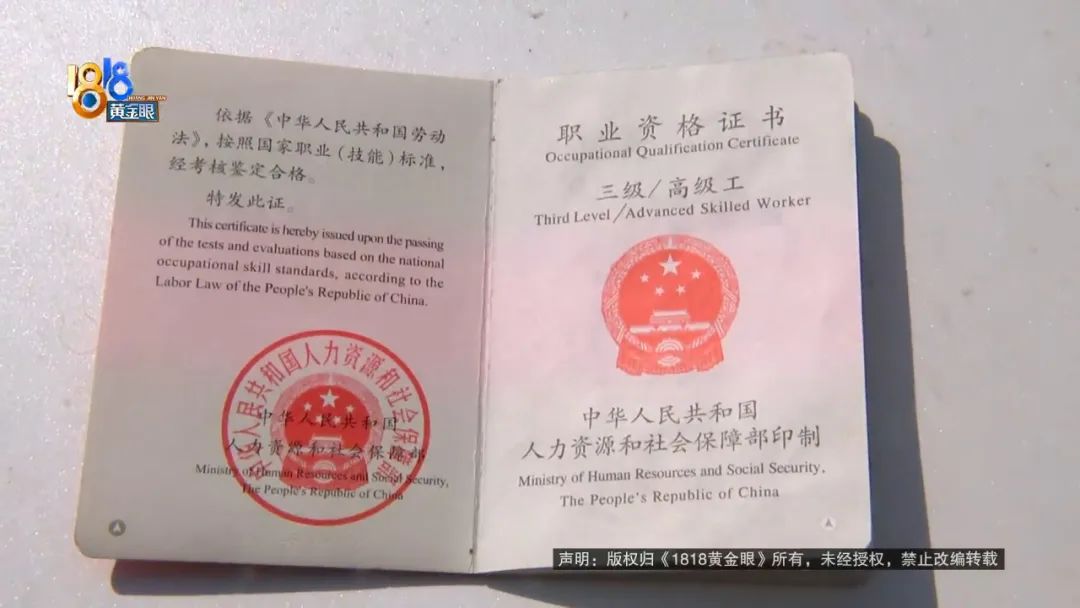 1818
HUANG JIN YAN
黄金眼
依据《中华人民共和国劳动
法》，按照国家职业（技能）标准，
经考核鉴定合格。
特发此证。
This certificate is hereby issued upon the passing
of the tests and evaluations based on the national
occupational skill standards, according to the
Labor Law of the People's Republic of China.
中华人民共和国人力资源和社会保障部
中华人民共和国
人力资源和社会保障部
Ministry of Human Resources and Social Security,
The People's Republic of China
职业资格证书
Occupational Qualification Certificate
三级/高级工
Third Level/Advanced Skilled Worker
中华人民共和国
人力资源和社会保障部印制
Ministry of Human Resources and Social Security,
The People's Republic of China
声明：版权归《1818黄金眼》所有，未经授权，禁止改编转载